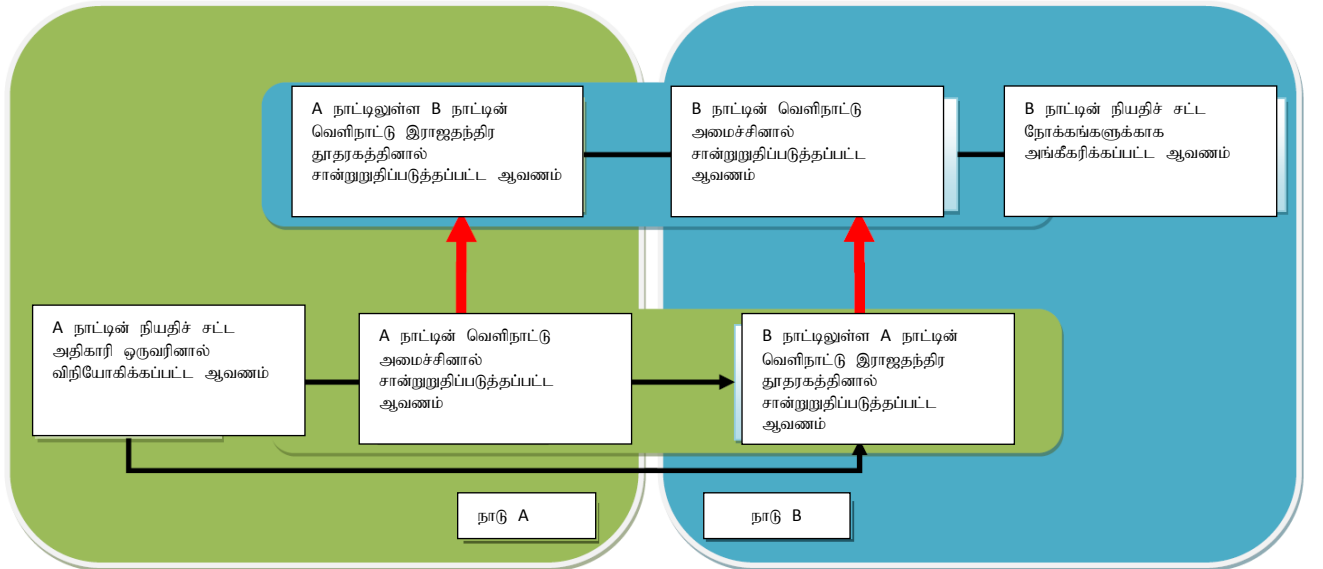 A நாட்டிலுள்ள B நாட்டின்
வெளிநாட்டு இராஜதந்திர
தூதரகத்தினால்
சான்றுறுதிப்படுத்தப்பட்ட ஆவணம்
B நாட்டின் வெளிநாட்டு
அமைச்சினால்
சான்றுறுதிப்படுத்தப்பட்ட
ஆவணம்
B நாட்டின் நியதிச் சட்ட
நோக்கங்களுக்காக
அங்கீகரிக்கப்பட்ட ஆவணம்
A நாட்டின் நியதிச் சட்ட
அதிகாரி ஒருவரினால்
விநியோகிக்கப்பட்ட ஆவணம்
A நாட்டின் வெளிநாட்டு
அமைச்சினால்
சான்றுறுதிப்படுத்தப்பட்ட
ஆவணம்
B நாட்டிலுள்ள A நாட்டின்
வெளிநாட்டு இராஜதந்திர
தூதரகத்தினால்
சான்றுறுதிப்படுத்தப்பட்ட
ஆவணம்
நாடு A
நாடு B